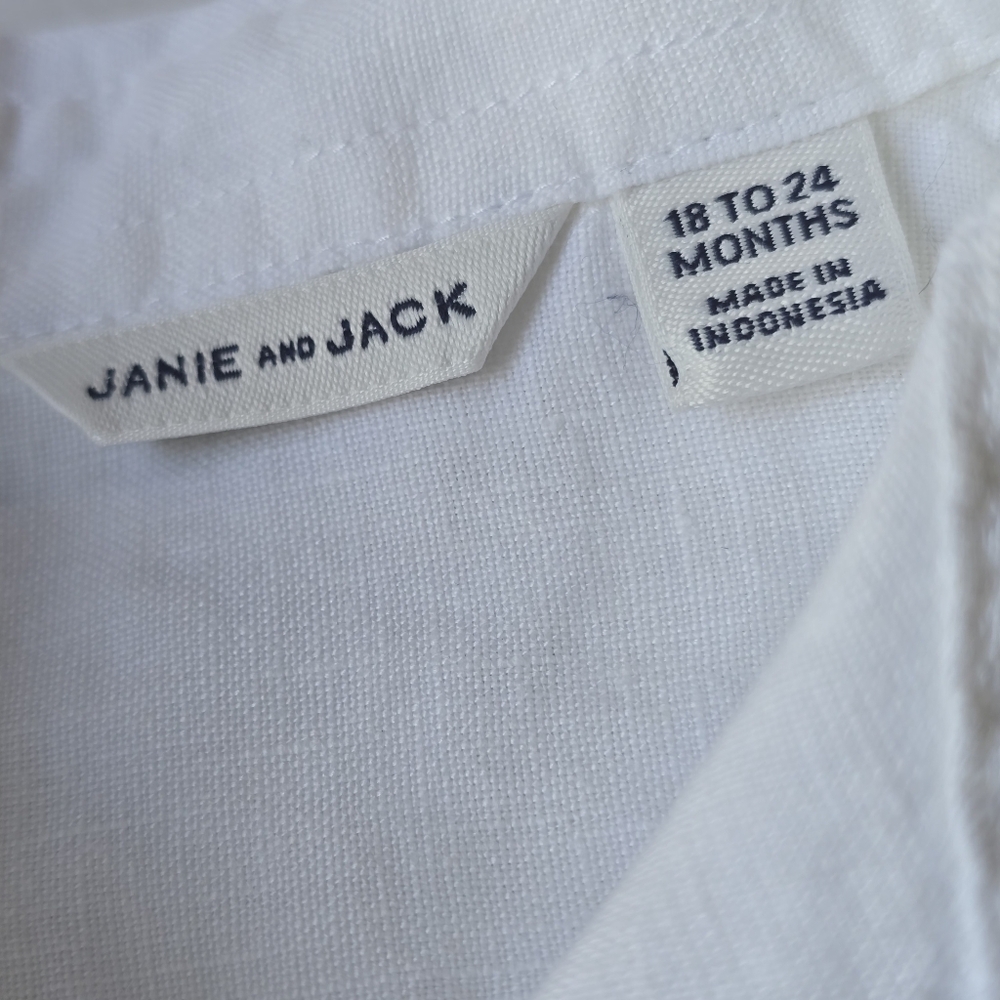 JANIE AND JACK
18 TO 24
MONTHS
MADE IN
INDONESIA